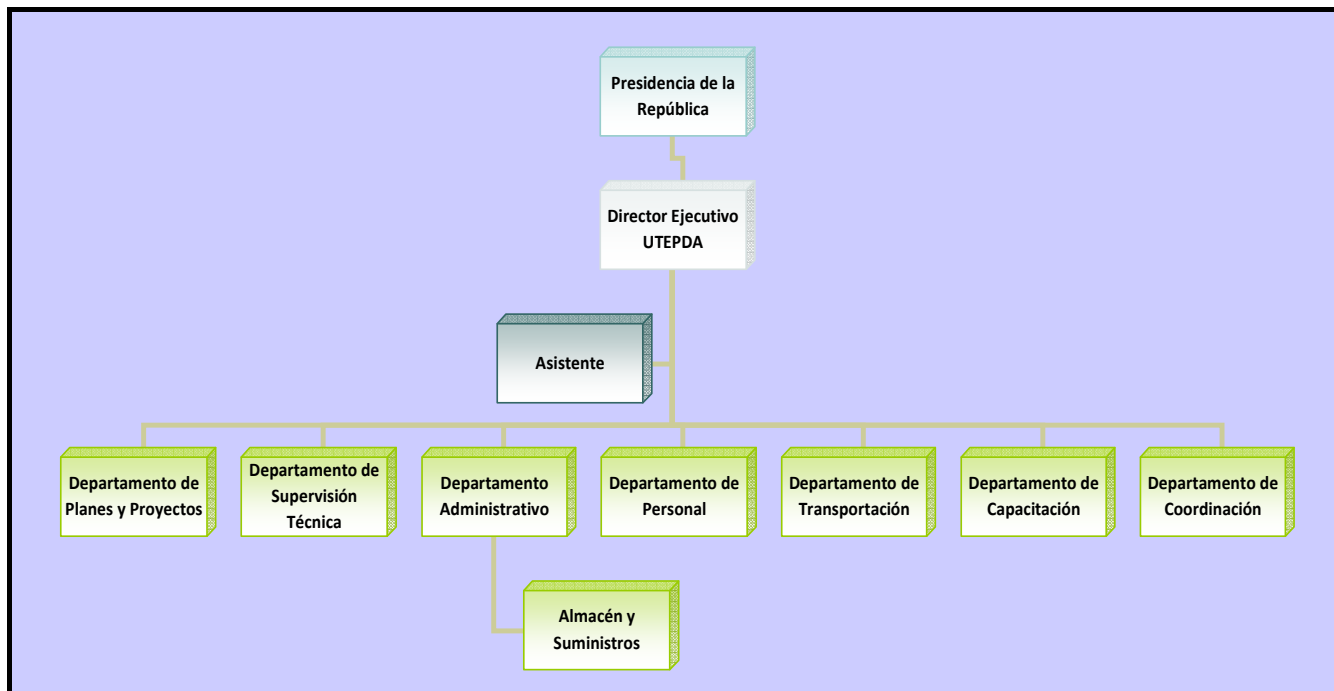 Presidencia de la
República
Director Ejecutivo
UTEPDA
Asistente
Departamento de
Planes y Proyectos
Departamento de
Supervisión
Técnica
Departamento
Administrativo
Departamento de
Personal
Departamento de
Transportación
Departamento de
Capacitación
Departamento de
Coordinación
Almacén y
Suministros